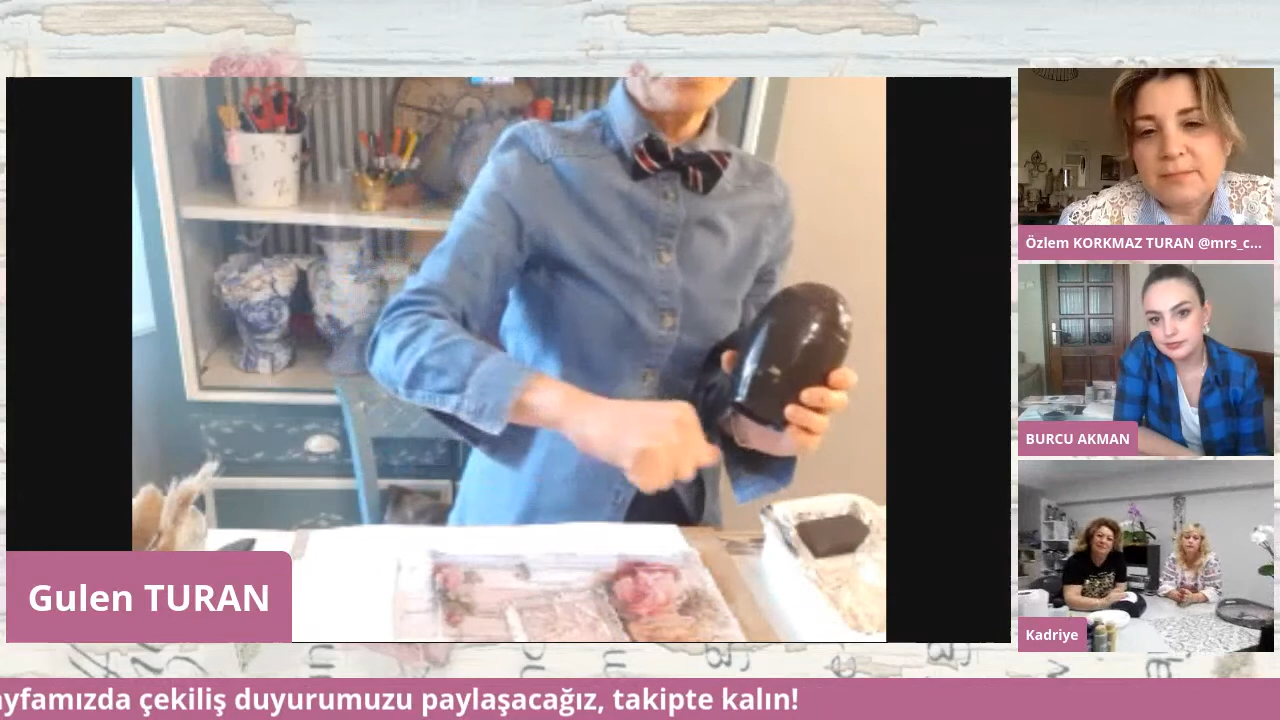 Özlem KORKMAZ TURAN @mrs_c...
BURCU AKMAN
Gulen TURAN
Kadriye
ayfamızda çekiliş duyurumuzu paylaşacağız, takipte kalın!